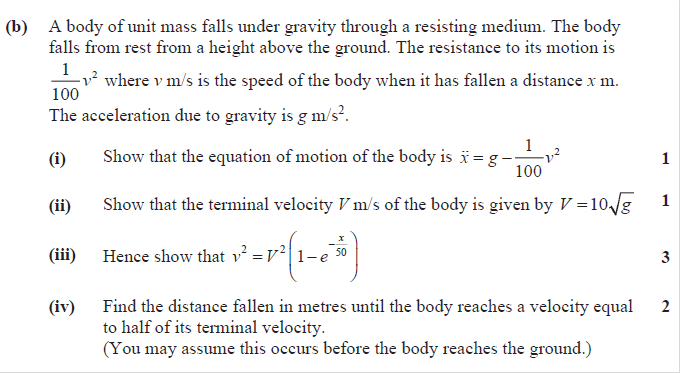 (b) A body of unit mass falls under gravity through a resisting medium. The body
falls from rest from a height above the ground. The resistance to its motion is
$\frac{1}{100}v^2$ where v m/s is the speed of the body when it has fallen a distance x m.
The acceleration due to gravity is g m/s².
(i) Show that the equation of motion of the body is $\ddot{x} = g - \frac{1}{100}v^2$ 1
(ii) Show that the terminal velocity V m/s of the body is given by $V = 10\sqrt{g}$ 1
(iii) Hence show that $v^2 = V^2\left(1 - e^{-\frac{x}{50}}\right)$ 3
(iv) Find the distance fallen in metres until the body reaches a velocity equal 2
to half of its terminal velocity.
(You may assume this occurs before the body reaches the ground.)